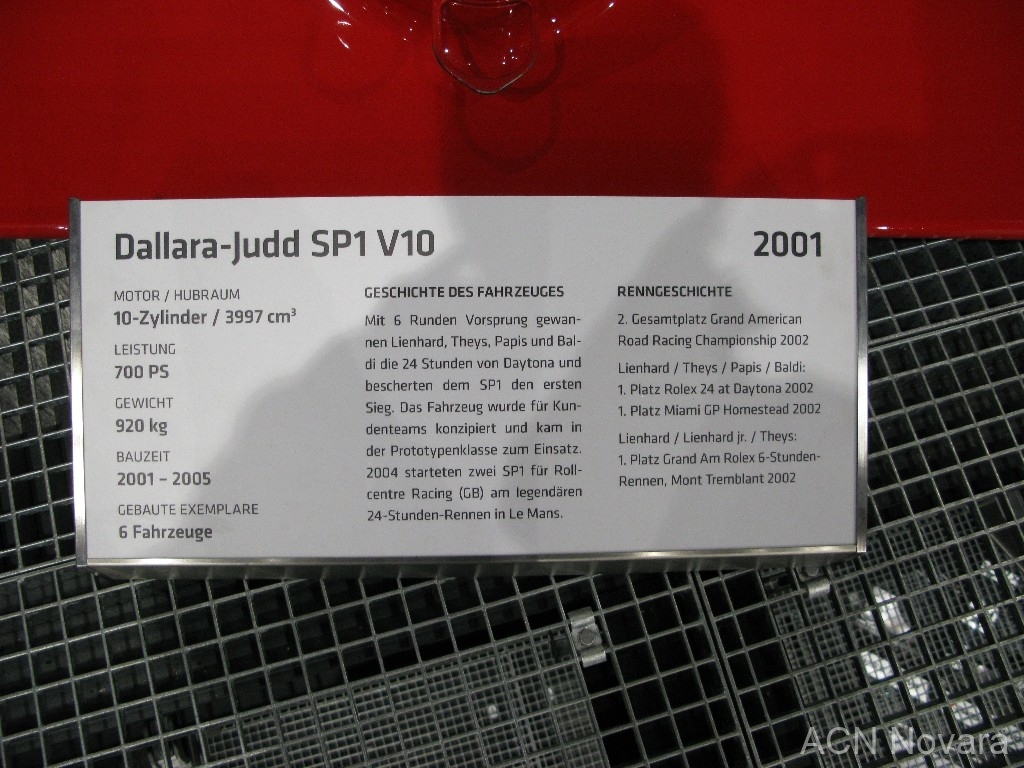 Dallara-Judd SP1 V10
2001
MOTOR / HUBRAUM
10-Zylinder / 3997 cm³
LEISTUNG
700 PS
GEWICHT
920 kg
BAUZEIT
2001 – 2005
GEBAUTE EXEMPLARE
6 Fahrzeuge
GESCHICHTE DES FAHRZEUGES
Mit 6 Runden Vorsprung gewan-
nen Lienhard, Theys, Papis und Bal-
di die 24 Stunden von Daytona und
bescherten dem SP1 den ersten
Sieg. Das Fahrzeug wurde für Kun-
denteams konzipiert und kam in
der Prototypenklasse zum Einsatz.
2004 starteten zwei SP1 für Roll-
centre Racing (GB) am legendären
24-Stunden-Rennen in Le Mans.
RENNGESCHICHTE
2. Gesamtplatz Grand American
Road Racing Championship 2002
Lienhard / Theys / Papis / Baldi:
1. Platz Rolex 24 at Daytona 2002
1. Platz Miami GP Homestead 2002
Lienhard / Lienhard jr. / Theys:
1. Platz Grand Am Rolex 6-Stunden-
Rennen, Mont Tremblant 2002
ACN Novara